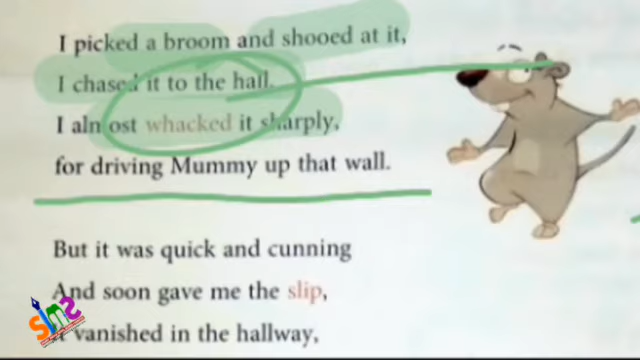 I picked a broom and shooed at it,
I chased it to the hall.
I almost whacked it sharply,
for driving Mummy up that wall.
But it was quick and cunning
And soon gave me the slip,
vanished in the hallway,